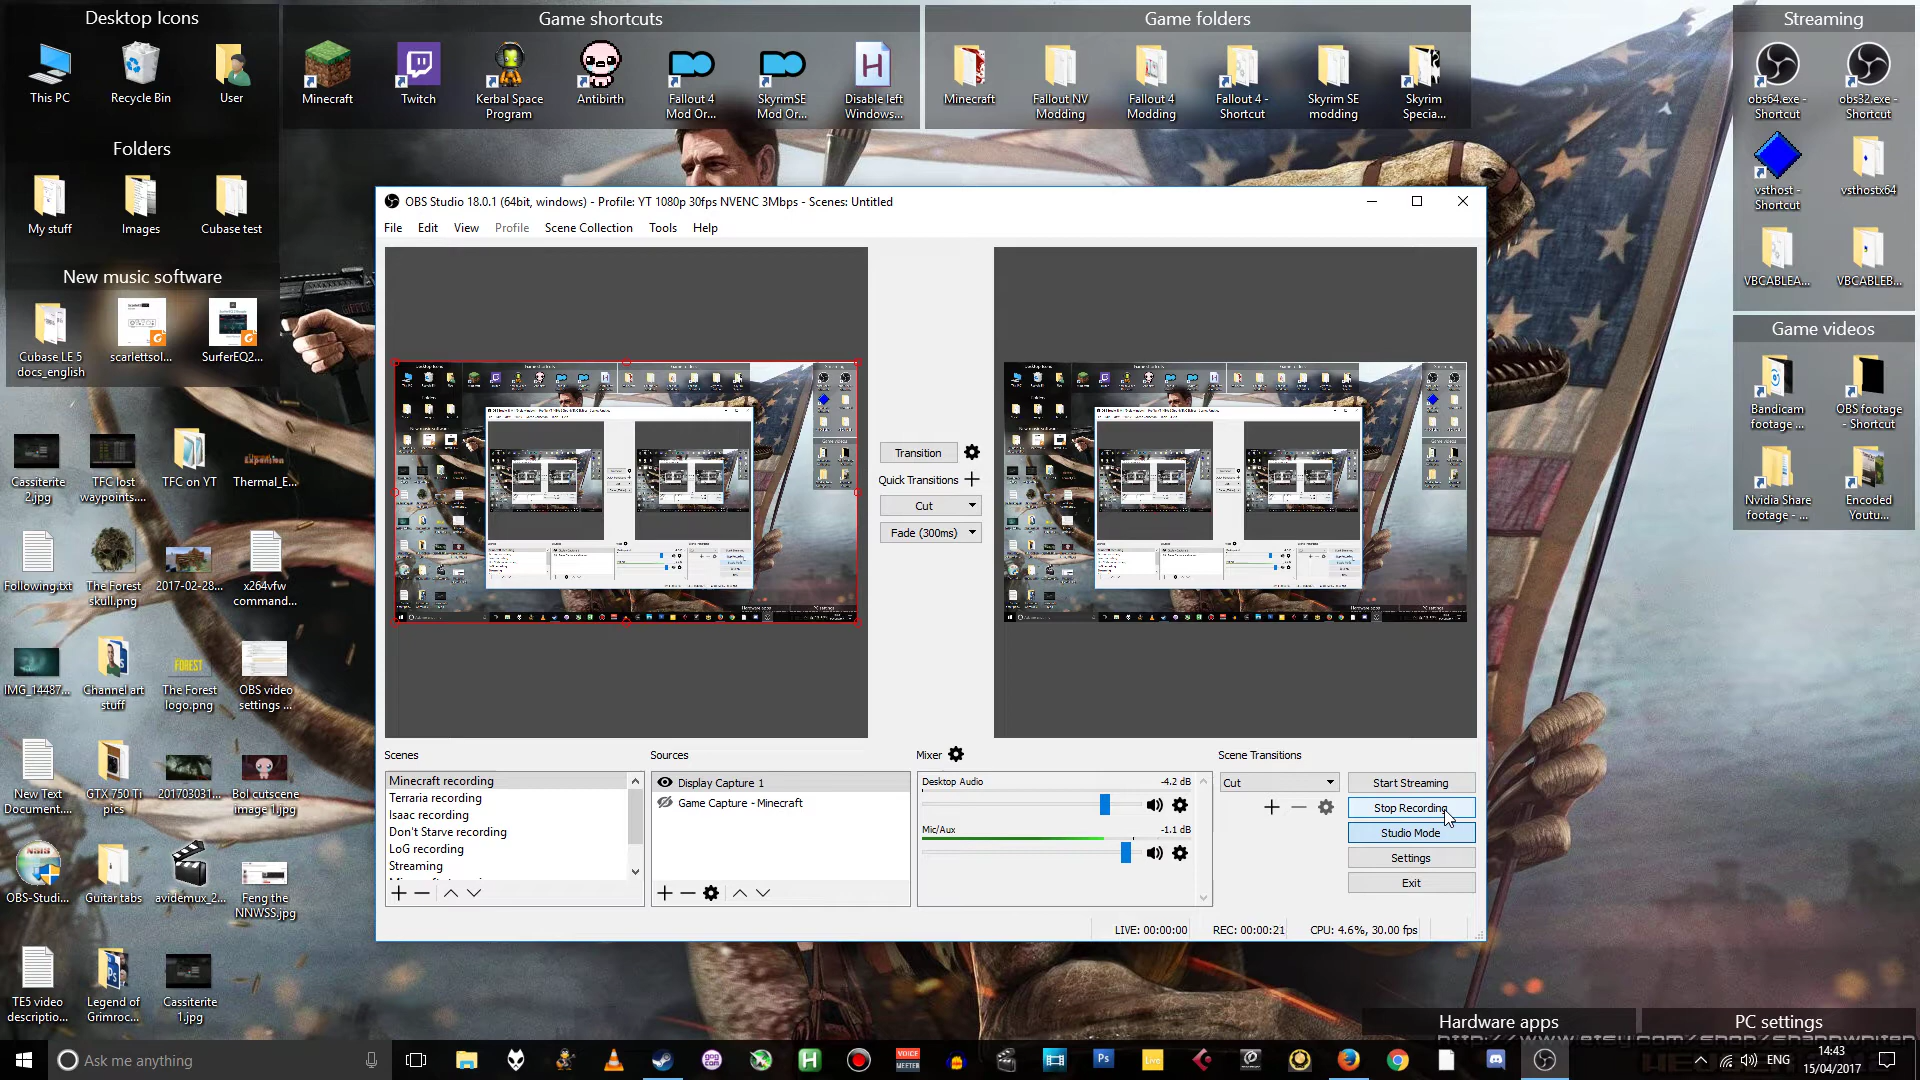 Desktop Icons
Game shortcuts
Game folders
Streaming
This PC
Recycle Bin
User
Minecraft
Twitch
Kerbal Space
Program
Antibirth
Fallout 4
Mod Or...
SkyrimSE
Mod Or...
Disable left
Windows...
Minecraft
Fallout NV
Modding
Fallout 4
Modding
Fallout 4 -
Shortcut
Skyrim SE
modding
Skyrim
Specia...
obs64.exe -
Shortcut
obs32.exe -
Shortcut
vsthost -
Shortcut
vsthostx64
VBCABLEA...
VBCABLEB...
Folders
My stuff
Images
Cubase test
New music software
Cubase LE 5
docs_english
scarlettsol...
SurferEQ2...
Game videos
Bandicam
footage ...
OBS footage
- Shortcut
Nvidia Share
footage - ...
Encoded
Youtu...
Cassiterite
2.jpg
TFC lost
waypoints....
TFC on YT
Thermal_E...
Following.txt
The Forest
skull.png
2017-02-28...
x264vfw
command...
IMG_14487...
Channel art
stuff
FOREST
The Forest
logo.png
OBS video
settings ...
New Text
Document....
GTX 750 Ti
pics
201703031...
BoI cutscene
image 1.jpg
OBS-Studi...
Guitar tabs
avidemux_2...
Feng the
NNWSS.jpg
TE5 video
descriptio...
Legend of
Grimroc...
Cassiterite
1.jpg
OBS Studio 18.0.1 (64bit, windows) - Profile: YT 1080p 30fps NVENC 3Mbps - Scenes: Untitled
File Edit View Profile Scene Collection Tools Help
Transition
Quick Transitions
Cut
Fade (300ms)
Scenes
Minecraft recording
Terraria recording
Isaac recording
Don't Starve recording
LoG recording
Streaming
Sources
Display Capture 1
Game Capture - Minecraft
Mixer
Desktop Audio -4.2 dB
Mic/Aux -1.1 dB
Scene Transitions
Cut
Start Streaming
Stop Recording
Studio Mode
Settings
Exit
LIVE: 00:00:00 REC: 00:00:21 CPU: 4.6%, 30.00 fps
Hardware apps
PC settings
Ask me anything
VOICE
MEETER
Ps
Live
ENG
14:43
15/04/2017